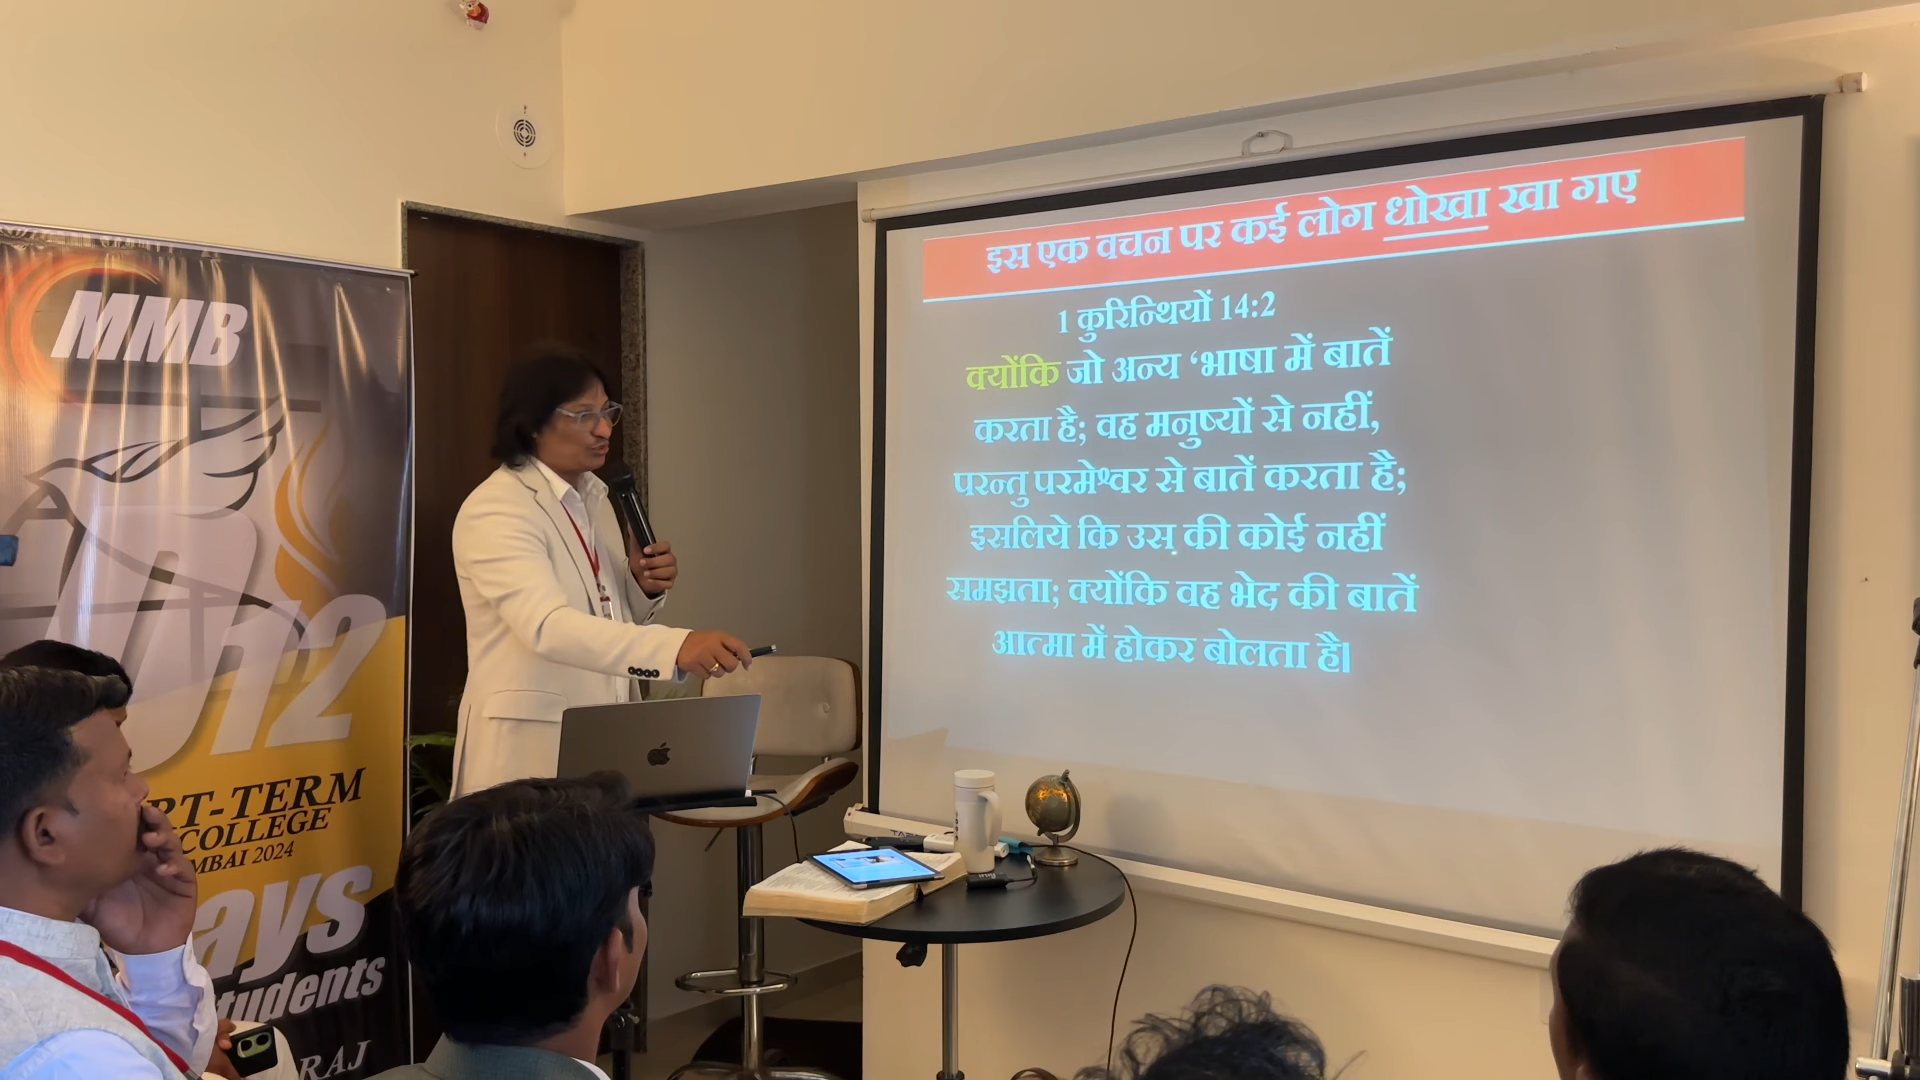 MMB
U12
RT-TERM
COLLEGE
MBAI 2024
ays
tudents
RAJ
इस एक वचन पर कई लोग धोखा खा गए
1 कुरिन्थियों 14:2
क्योंकि जो अन्य ‘भाषा में बातें
करता है; वह मनुष्यों से नहीं,
परन्तु परमेश्वर से बातें करता है;
इसलिये कि उस की कोई नहीं
समझता; क्योंकि वह भेद की बातें
आत्मा में होकर बोलता है।